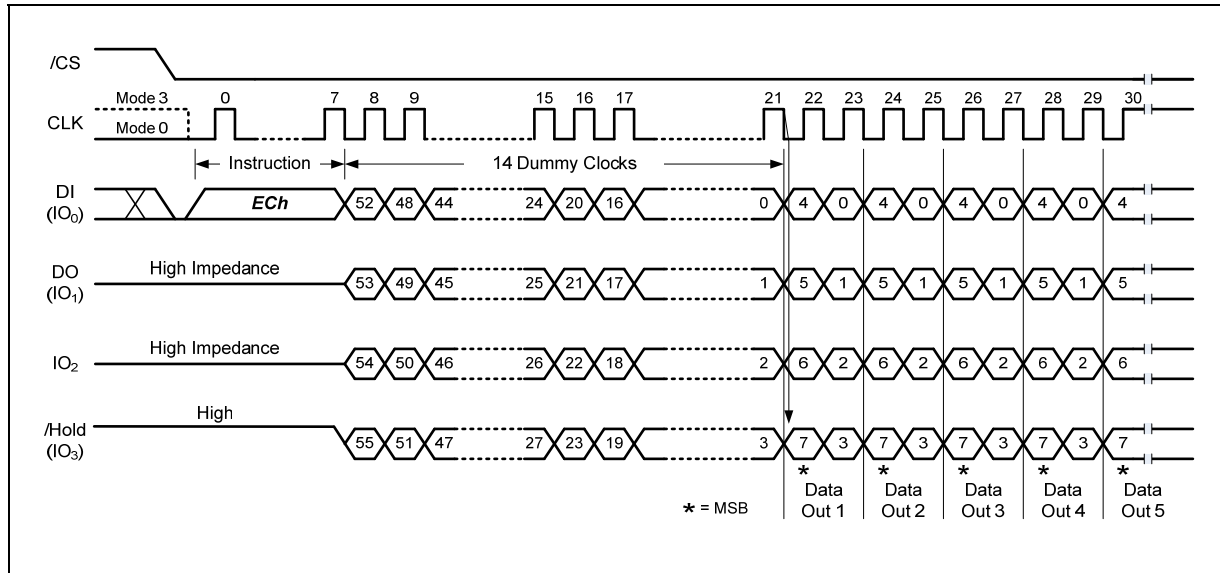 /CS
Mode 3 0 7 8 9 15 16 17 21 22 23 24 25 26 27 28 29 30
CLK
Mode 0
Instruction 14 Dummy Clocks
DI
(IO0)
ECh 52 48 44 24 20 16 0 4 0 4 0 4 0 4 0 4
DO
(IO1)
High Impedance 53 49 45 25 21 17 1 5 1 5 1 5 1 5 1 5
IO2
High Impedance 54 50 46 26 22 18 2 6 2 6 2 6 2 6 2 6
/Hold
(IO3)
High 55 51 47 27 23 19 3 7 3 7 3 7 3 7 3 7
* * * * *
* = MSB
Data Out 1
Data Out 2
Data Out 3
Data Out 4
Data Out 5